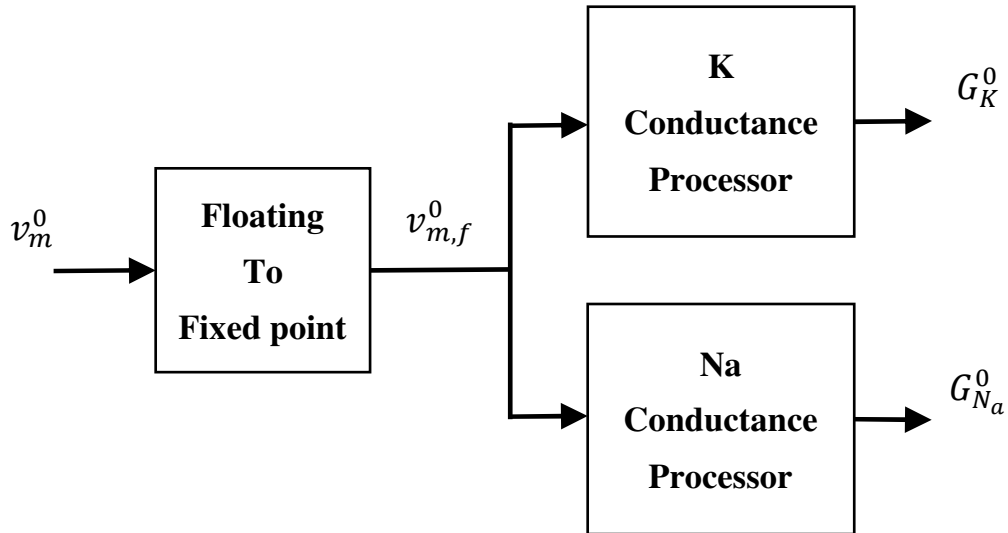 K
Conductance
Processor
$G_K^0$
$v_m^0$
Floating
To
Fixed point
$v_{m,f}^0$
Na
Conductance
Processor
$G_{N_a}^0$